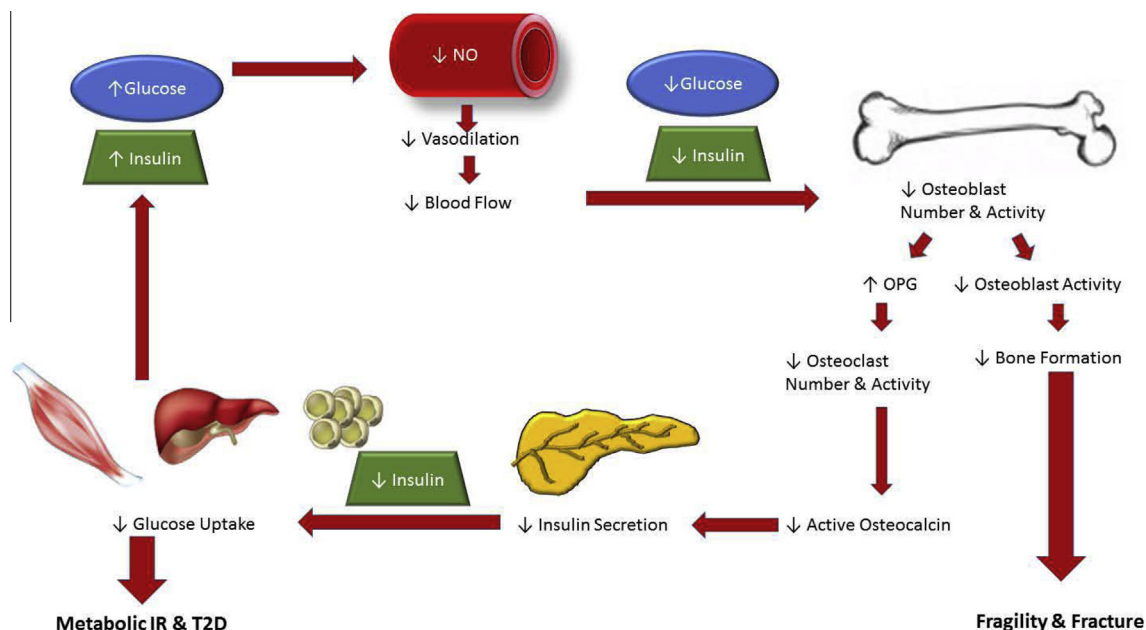 ↑Glucose
↑ Insulin
↓ NO
↓ Vasodilation
↓ Blood Flow
↓Glucose
↓ Insulin
↓ Osteoblast
Number & Activity
↑ OPG
↓ Osteoblast Activity
↓ Osteoclast
Number & Activity
↓ Bone Formation
↓ Active Osteocalcin
↓ Insulin Secretion
↓ Insulin
↓ Glucose Uptake
Metabolic IR & T2D
Fragility & Fracture